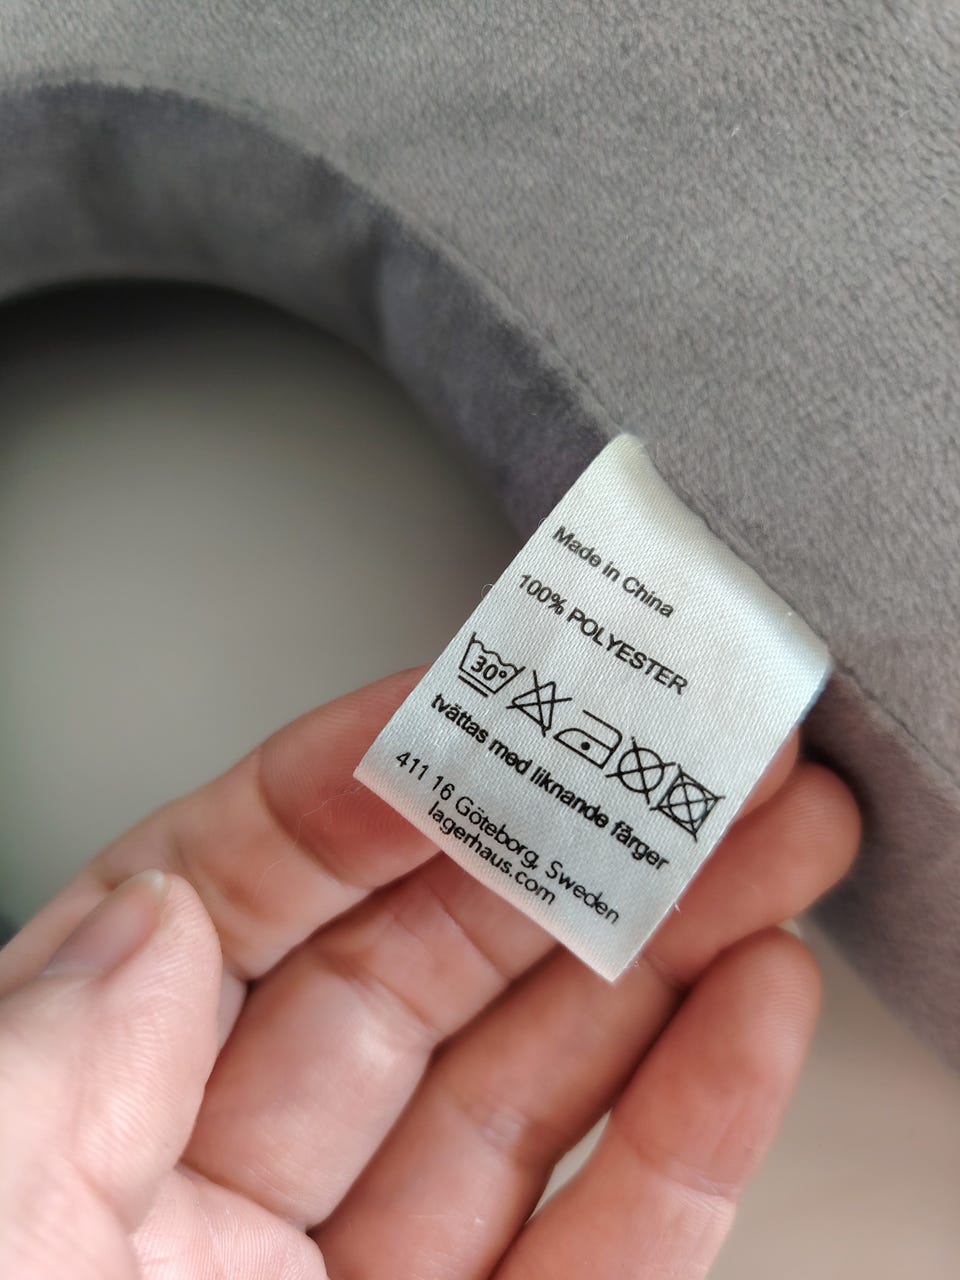 Made in China
100% POLYESTER
30°
tvättas med liknande färger
411 16 Göteborg, Sweden
lagerhaus.com